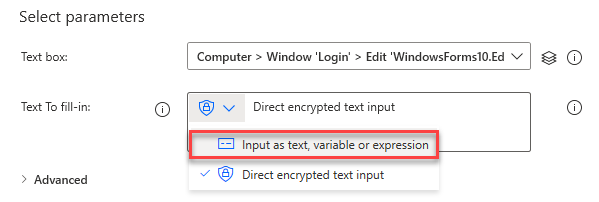 Select parameters
Text box:
Computer > Window 'Login' > Edit 'WindowsForms10.Ed
Text To fill-in:
Direct encrypted text input
Input as text, variable or expression
Direct encrypted text input
Advanced